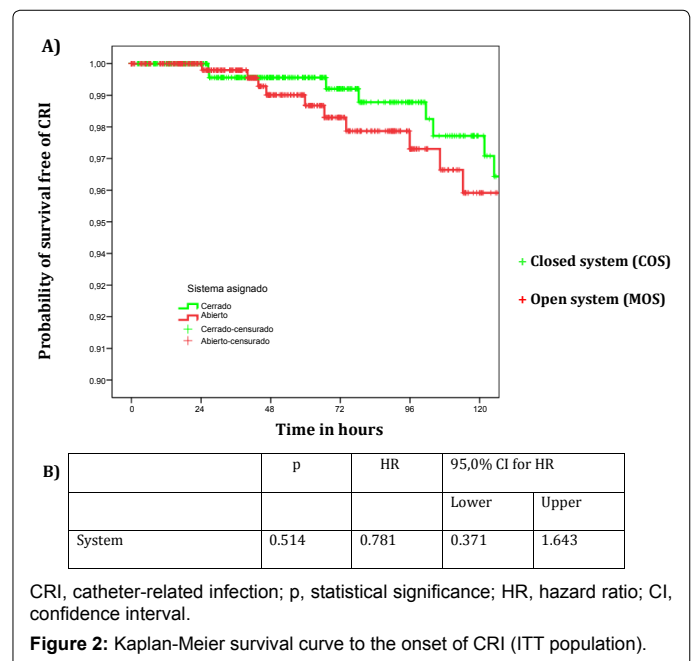 A)
Probability of survival free of CRI
1,00
0,99
0,98
0,97
0,96
0,94
0,92
0,92
0.91
0.90
Sistema asignado
Cerrado
Abierto
Cerrado-censurado
Abierto-censurado
0 24 48 72 96 120
Time in hours
Closed system (COS)
Open system (MOS)
B)
p HR 95,0% CI for HR
Lower Upper
System 0.514 0.781 0.371 1.643
CRI, catheter-related infection; p, statistical significance; HR, hazard ratio; CI,
confidence interval.
Figure 2: Kaplan-Meier survival curve to the onset of CRI (ITT population).